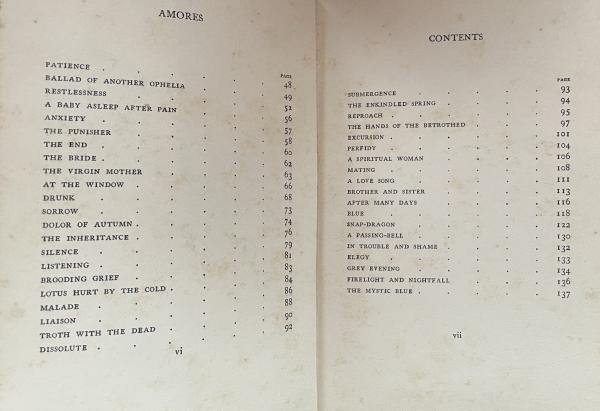 AMORES
PAGE
PATIENCE . . . . . 48
BALLAD OF ANOTHER OPHELIA . . . 49
RESTLESSNESS . . . . . 52
A BABY ASLEEP AFTER PAIN . . . 56
ANXIETY . . . . . 57
THE PUNISHER . . . . 58
THE END . . . . . 60
THE BRIDE . . . . . 62
THE VIRGIN MOTHER . . . . 63
AT THE WINDOW . . . . 66
DRUNK . . . . . 68
SORROW . . . . . 73
DOLOR OF AUTUMN . . . . 74
THE INHERITANCE . . . . 76
SILENCE . . . . . 79
LISTENING . . . . . 81
BROODING GRIEF . . . . 83
LOTUS HURT BY THE COLD . . . . 84
MALADE . . . . . 86
LIAISON . . . . . 88
TROTH WITH THE DEAD . . . . 90
DISSOLUTE . . . . . 92
vi
CONTENTS
PAGE
SUBMERGENCE . . . . . 93
THE ENKINDLED SPRING . . . . 94
REPROACH . . . . . 95
THE HANDS OF THE BETROTHED . . . 97
EXCURSION . . . . . 101
PERFIDY . . . . . 104
A SPIRITUAL WOMAN . . . . 106
MATING . . . . . 108
A LOVE SONG . . . . . 111
BROTHER AND SISTER . . . . 113
AFTER MANY DAYS . . . . 116
BLUE . . . . . 118
SNAP-DRAGON . . . . . 122
A PASSING-BELL . . . . 130
IN TROUBLE AND SHAME . . . . 132
ELEGY . . . . . 133
GREY EVENING . . . . 134
FIRELIGHT AND NIGHTFALL . . . 136
THE MYSTIC BLUE . . . . 137
vii